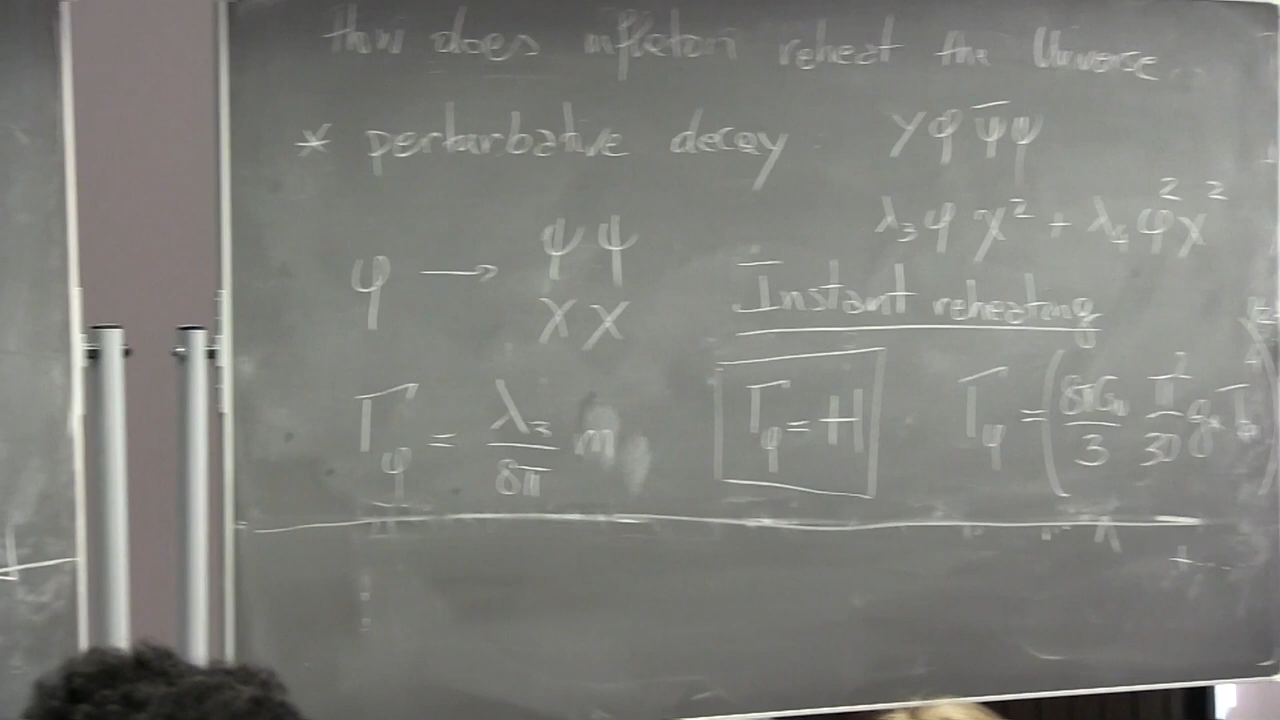 How does inflaton reheat the Universe
* perturbative decay yφψ̄ψ
λ₃φχ² + λ₄φ²χ²
φ → ψψ
χχ
Instant reheating
Γφ = λ₃/8π m
Γφ = H
Γφ = (8πG_N/3 π²/30 g* T